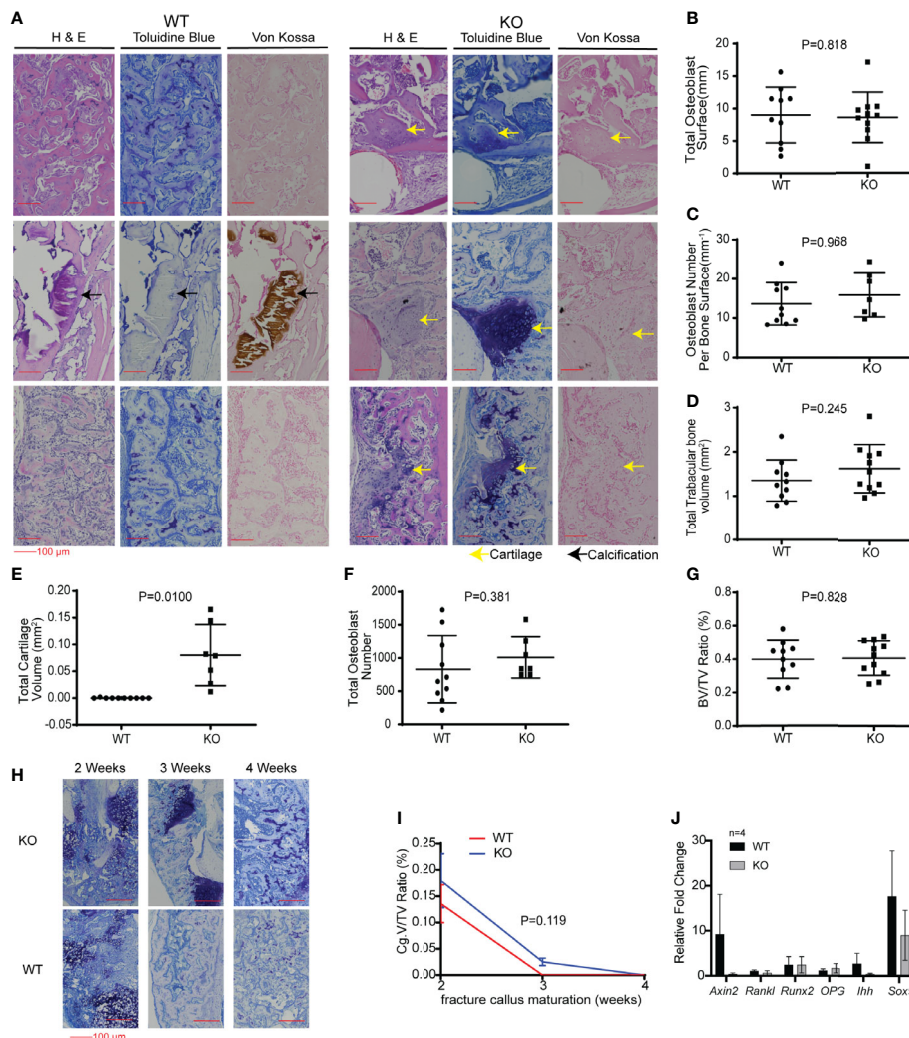 A
WT
H & E
Toluidine Blue
Von Kossa
KO
H & E
Toluidine Blue
Von Kossa
100 µm
Cartilage
Calcification
B
P=0.818
Total Osteoblast
Surface(mm)
20
15
10
5
0
WT
KO
C
P=0.968
Osteoblast Number
Per Bone Surface(mm⁻¹)
30
20
10
0
WT
KO
D
P=0.245
Total Trabacular bone
volume (mm²)
3
2
1
0
WT
KO
E
P=0.0100
Total Cartilage
Volume (mm²)
0.20
0.15
0.10
0.05
0.00
-0.05
WT
KO
F
P=0.381
Total Osteoblast
Number
2000
1500
1000
500
0
WT
KO
G
P=0.828
BV/TV Ratio (%)
0.8
0.6
0.4
0.2
0.0
WT
KO
H
2 Weeks
3 Weeks
4 Weeks
KO
WT
100 µm
I
WT
KO
P=0.119
Cg.V/TV Ratio (%)
0.25
0.20
0.15
0.10
0.05
0.00
2
3
4
fracture callus maturation (weeks)
J
n=4
WT
KO
Relative Fold Change
30
20
10
0
Axin2
Rankl
Runx2
OPG
Ihh